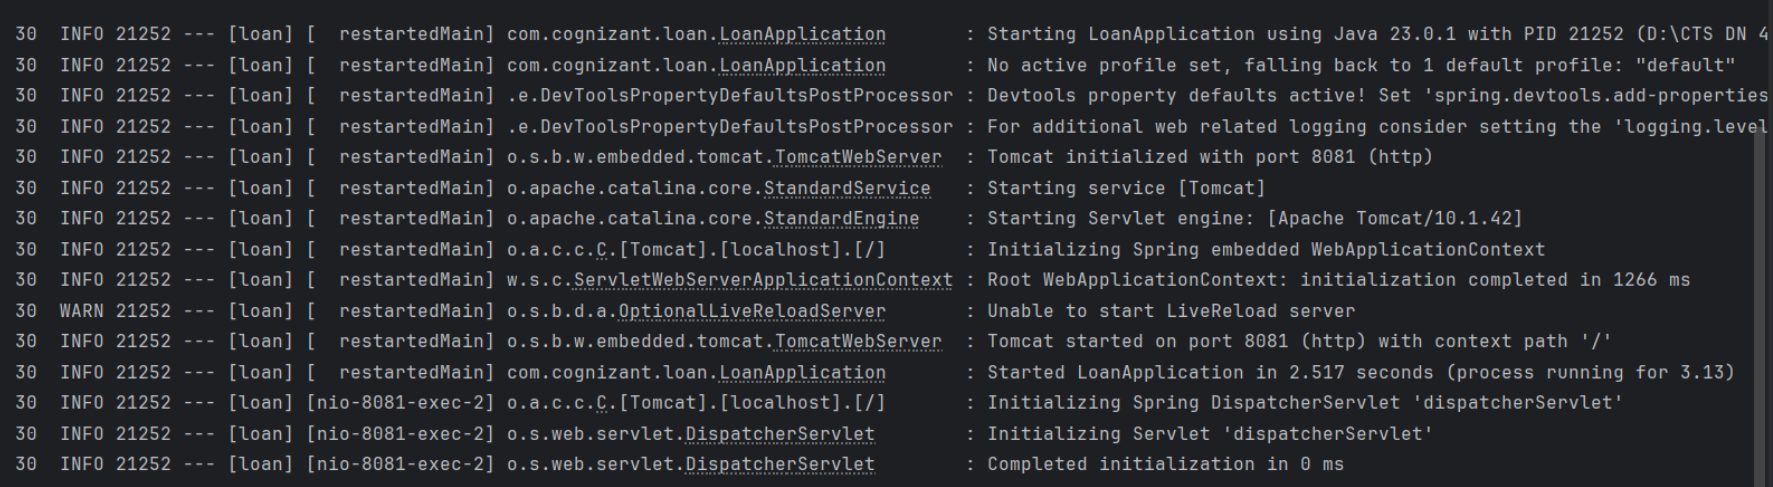 30  INFO 21252 --- [loan] [  restartedMain] com.cognizant.loan.LoanApplication       : Starting LoanApplication using Java 23.0.1 with PID 21252 (D:\CTS DN 4
30  INFO 21252 --- [loan] [  restartedMain] com.cognizant.loan.LoanApplication       : No active profile set, falling back to 1 default profile: "default"
30  INFO 21252 --- [loan] [  restartedMain] .e.DevToolsPropertyDefaultsPostProcessor : Devtools property defaults active! Set 'spring.devtools.add-properties
30  INFO 21252 --- [loan] [  restartedMain] .e.DevToolsPropertyDefaultsPostProcessor : For additional web related logging consider setting the 'logging.level
30  INFO 21252 --- [loan] [  restartedMain] o.s.b.w.embedded.tomcat.TomcatWebServer  : Tomcat initialized with port 8081 (http)
30  INFO 21252 --- [loan] [  restartedMain] o.apache.catalina.core.StandardService   : Starting service [Tomcat]
30  INFO 21252 --- [loan] [  restartedMain] o.apache.catalina.core.StandardEngine    : Starting Servlet engine: [Apache Tomcat/10.1.42]
30  INFO 21252 --- [loan] [  restartedMain] o.a.c.c.C.[Tomcat].[localhost].[/]       : Initializing Spring embedded WebApplicationContext
30  INFO 21252 --- [loan] [  restartedMain] w.s.c.ServletWebServerApplicationContext : Root WebApplicationContext: initialization completed in 1266 ms
30  WARN 21252 --- [loan] [  restartedMain] o.s.b.d.a.OptionalLiveReloadServer       : Unable to start LiveReload server
30  INFO 21252 --- [loan] [  restartedMain] o.s.b.w.embedded.tomcat.TomcatWebServer  : Tomcat started on port 8081 (http) with context path '/'
30  INFO 21252 --- [loan] [  restartedMain] com.cognizant.loan.LoanApplication       : Started LoanApplication in 2.517 seconds (process running for 3.13)
30  INFO 21252 --- [loan] [nio-8081-exec-2] o.a.c.c.C.[Tomcat].[localhost].[/]       : Initializing Spring DispatcherServlet 'dispatcherServlet'
30  INFO 21252 --- [loan] [nio-8081-exec-2] o.s.web.servlet.DispatcherServlet        : Initializing Servlet 'dispatcherServlet'
30  INFO 21252 --- [loan] [nio-8081-exec-2] o.s.web.servlet.DispatcherServlet        : Completed initialization in 0 ms